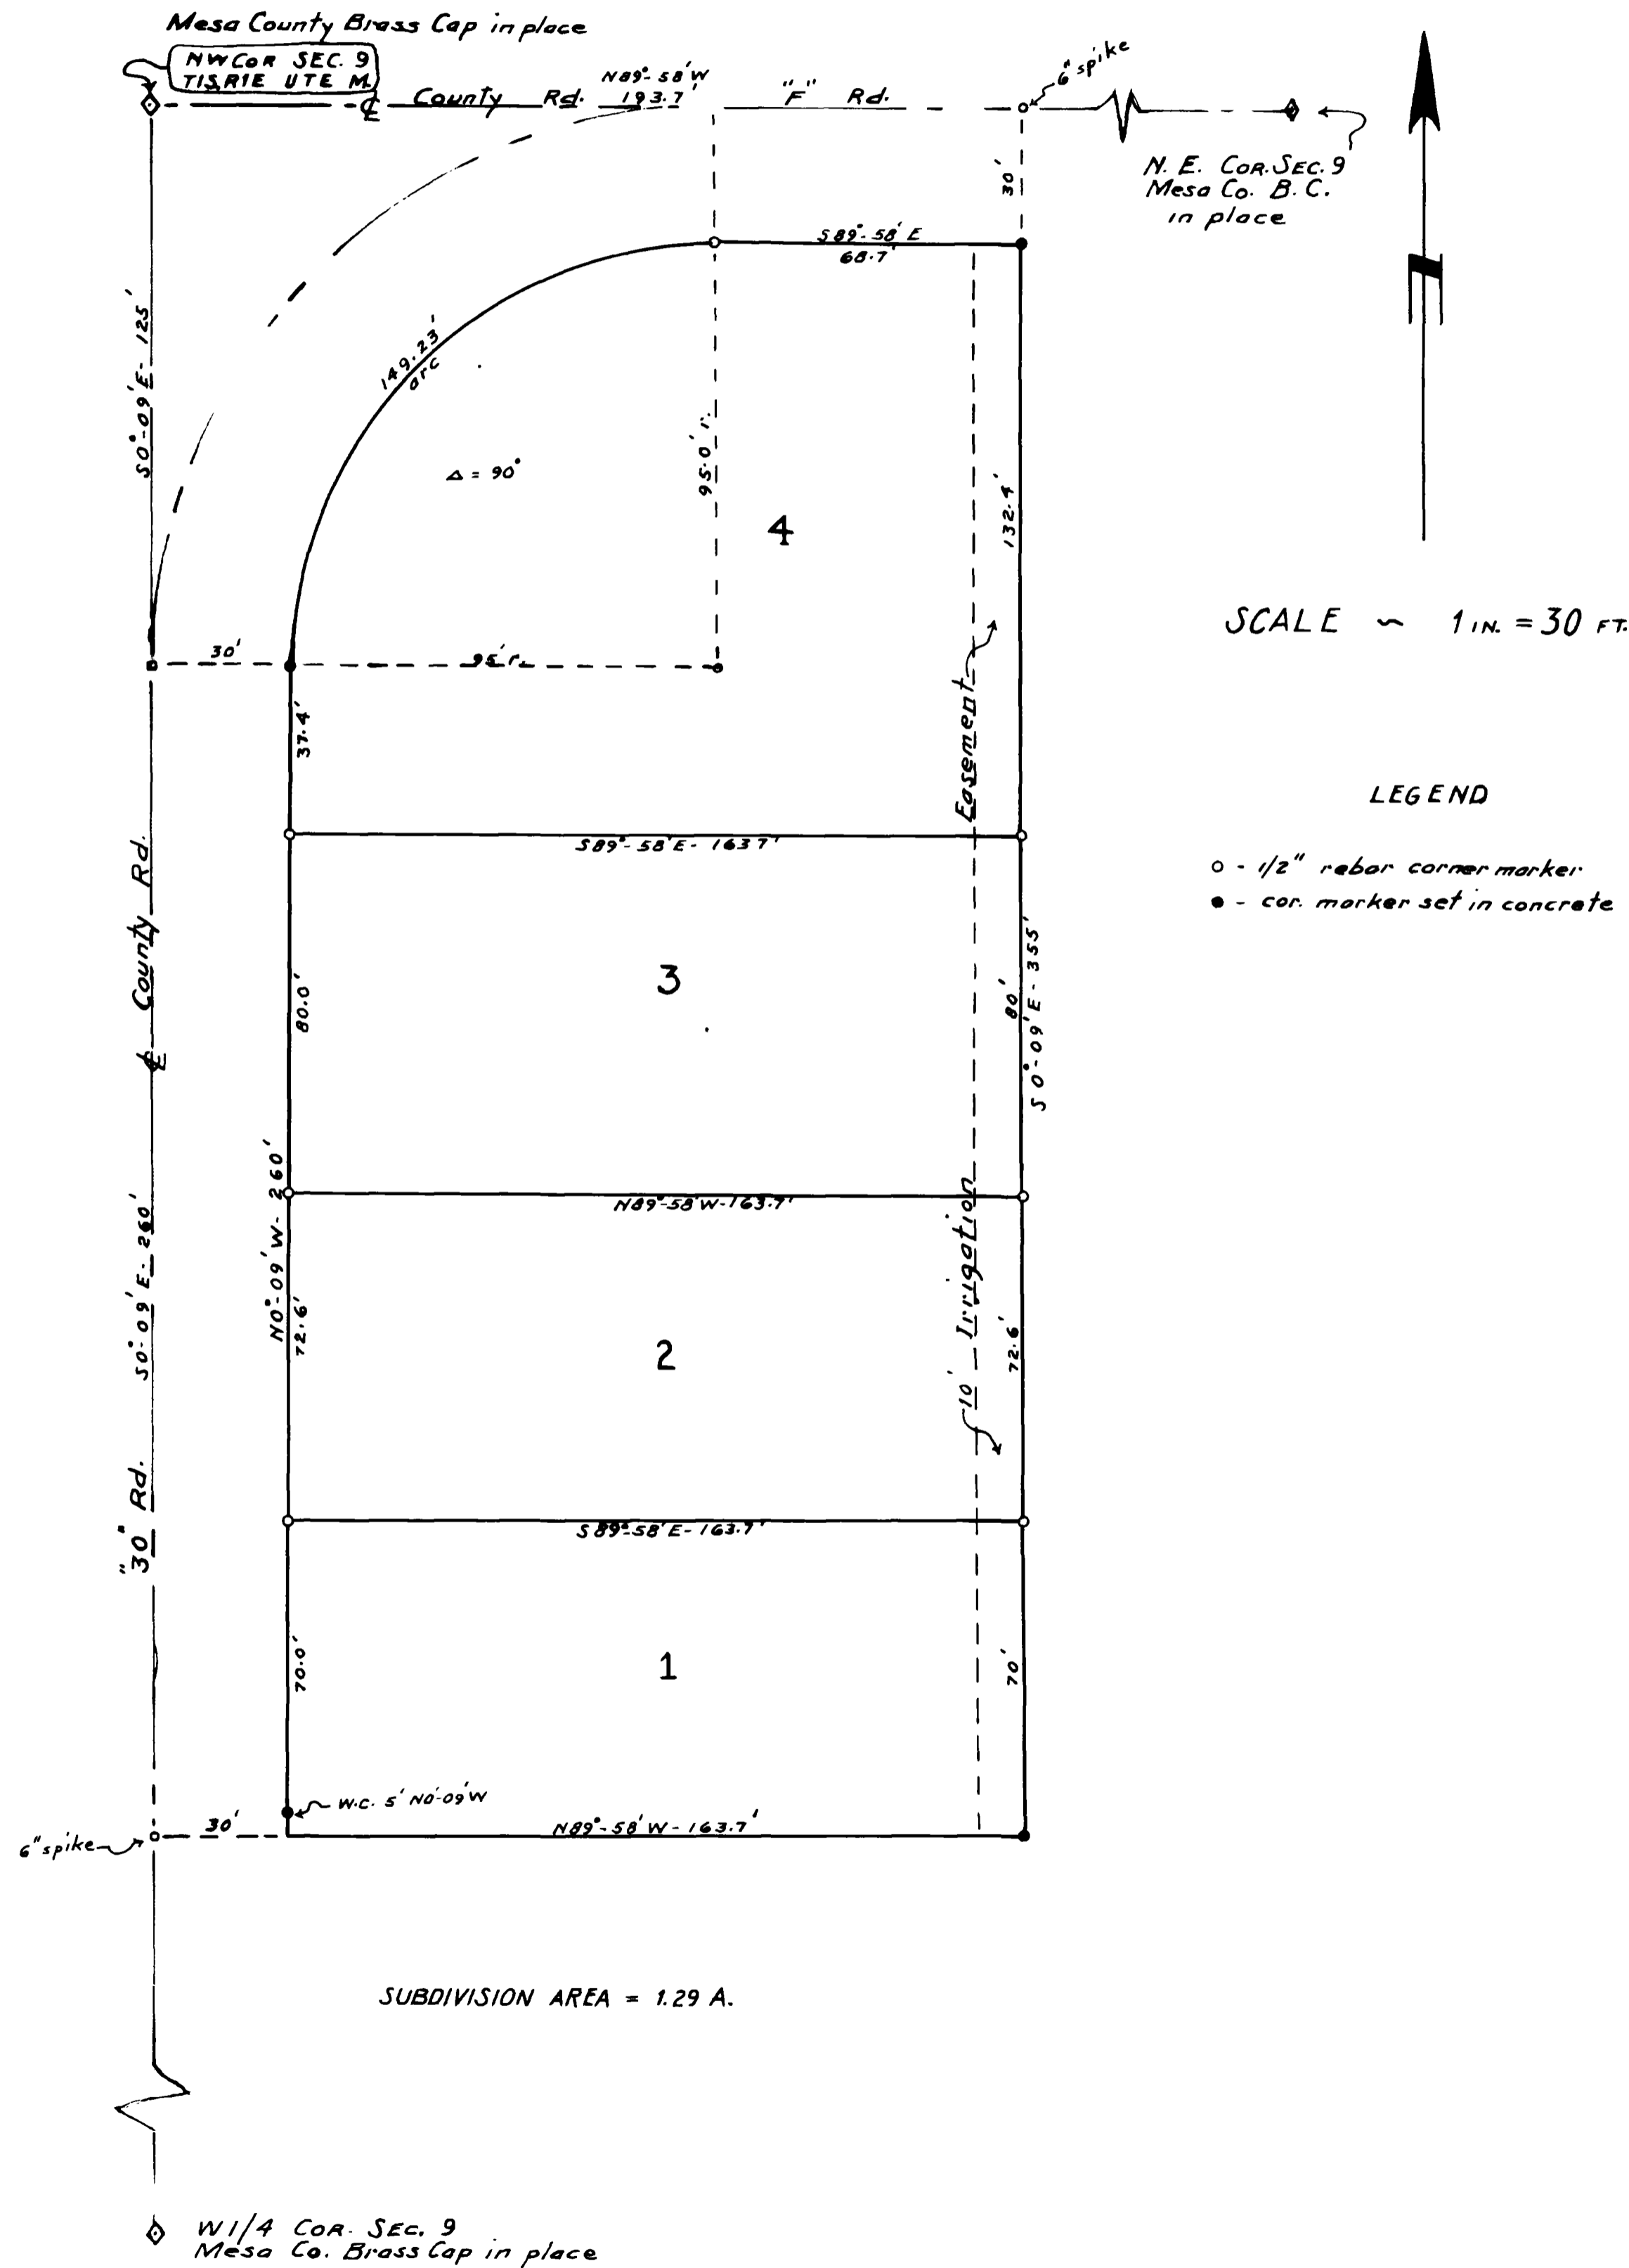 Mesa County Brass Cap in place
NW COR SEC. 9
T1S, R1E UTE M.
℄ County Rd. "F" Rd.
N89°-58'W
193.7'
6" spike
N. E. COR. SEC. 9
Mesa Co. B. C.
in place
30'
S89°-58'E
68.7'
S0°-09'E- 125'
149.23'
arc
Δ = 90°
95.0' r.
4
132.4'
SCALE ~ 1 IN. = 30 FT.
30'
95' r.
37.4'
Easement
LEGEND
S89°-58'E- 163.7'
○ - 1/2" rebar corner marker
● - cor. marker set in concrete
℄ County Rd.
3
80.0'
80'
S0°-09'E- 355'
N0°-09'W- 260'
N89°-58'W-163.7'
"30" Rd. S0°-09'E- 260'
72.6'
2
10' Irrigation
72.6'
S89°-58'E- 163.7'
70.0'
1
70'
W.C. 5' N0°-09'W
30'
N89°-58'W- 163.7'
6" spike
SUBDIVISION AREA = 1.29 A.
W1/4 COR. SEC. 9
Mesa Co. Brass Cap in place